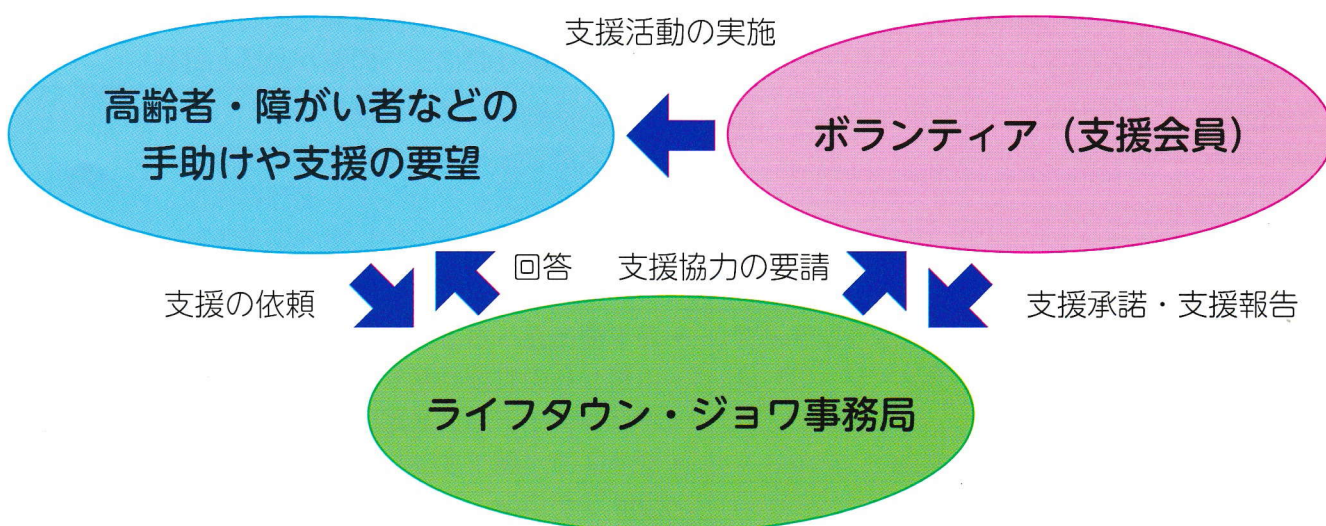 支援活動の実施
高齢者・障がい者などの
手助けや支援の要望
ボランティア（支援会員）
回答
支援協力の要請
支援の依頼
支援承諾・支援報告
ライフタウン・ジョワ事務局